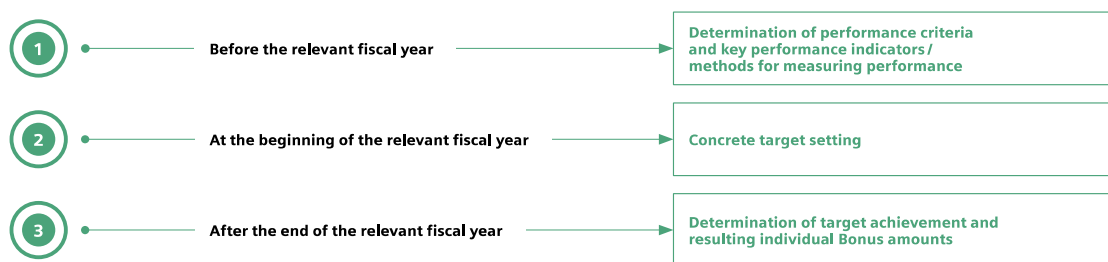 1
Before the relevant fiscal year
Determination of performance criteria
and key performance indicators/
methods for measuring performance
2
At the beginning of the relevant fiscal year
Concrete target setting
3
After the end of the relevant fiscal year
Determination of target achievement and
resulting individual Bonus amounts